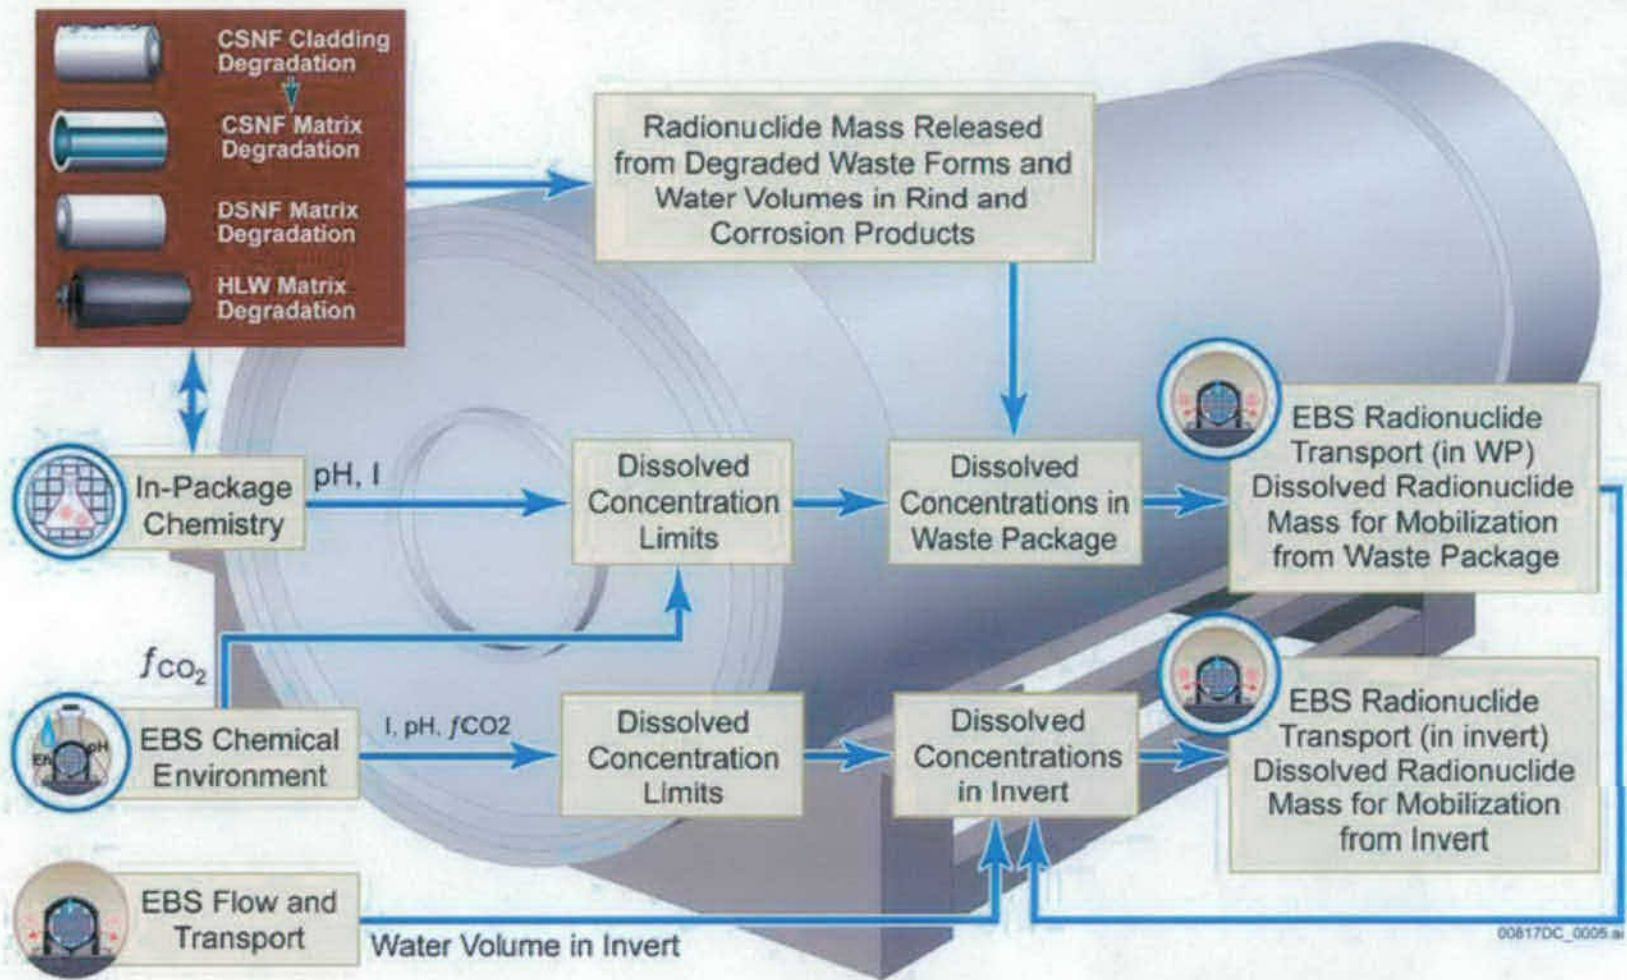 CSNF Cladding
Degradation
CSNF Matrix
Degradation
DSNF Matrix
Degradation
HLW Matrix
Degradation
Radionuclide Mass Released
from Degraded Waste Forms and
Water Volumes in Rind and
Corrosion Products
In-Package
Chemistry
pH, I
Dissolved
Concentration
Limits
Dissolved
Concentrations in
Waste Package
EBS Radionuclide
Transport (in WP)
Dissolved Radionuclide
Mass for Mobilization
from Waste Package
fCO₂
pH
EBS Chemical
Environment
I, pH, fCO2
Dissolved
Concentration
Limits
Dissolved
Concentrations
in Invert
EBS Radionuclide
Transport (in invert)
Dissolved Radionuclide
Mass for Mobilization
from Invert
EBS Flow and
Transport
Water Volume in Invert
00817DC_0005.ai